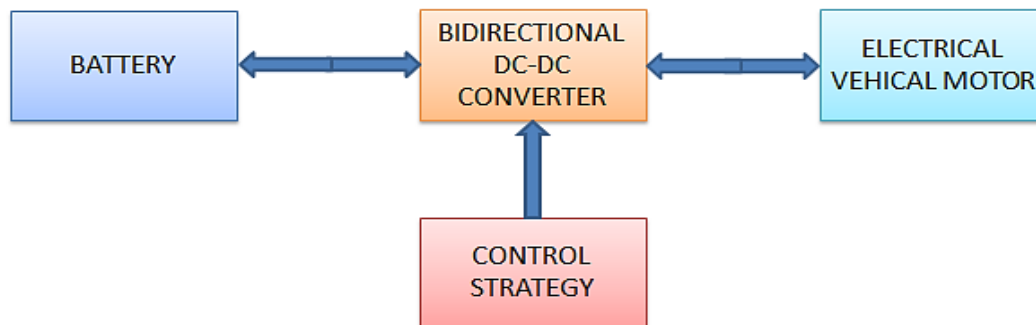 BATTERY
BIDIRECTIONAL
DC-DC
CONVERTER
ELECTRICAL
VEHICAL MOTOR
CONTROL
STRATEGY